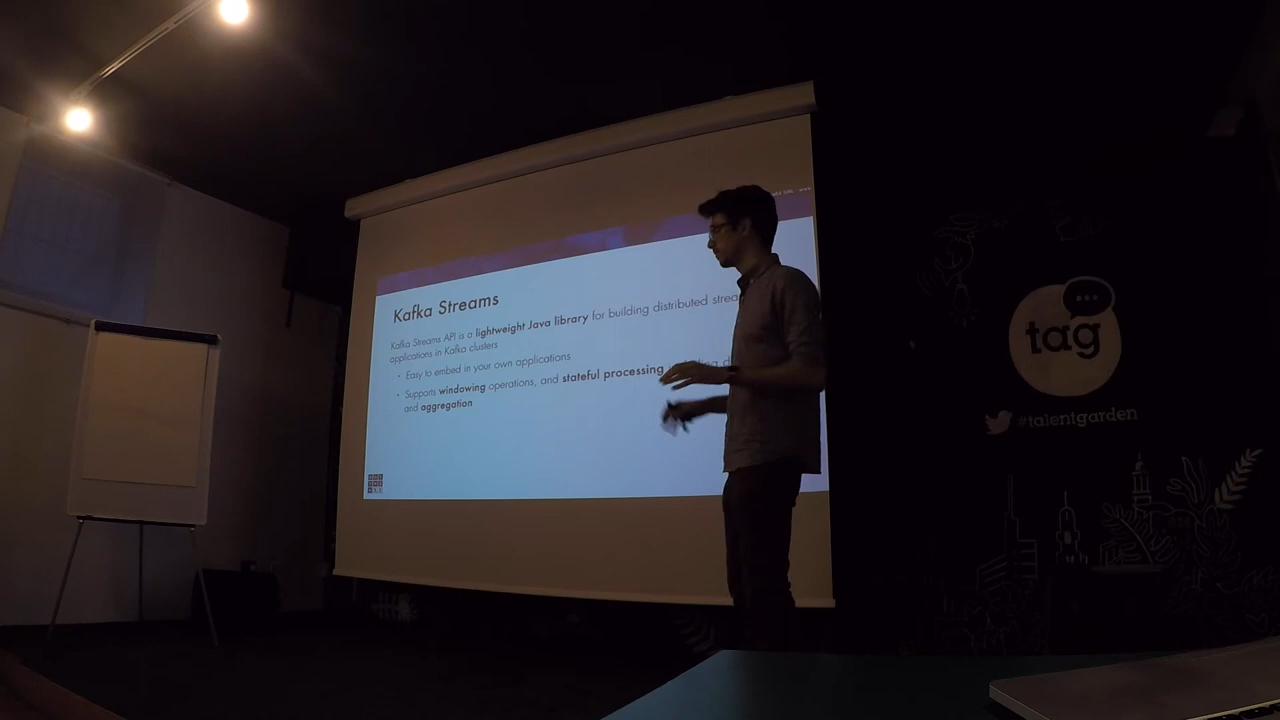 Kafka Streams
Kafka Streams API is a lightweight Java library for building distributed
applications in Kafka clusters
• Easy to embed in your own applications
• Supports windowing operations, and stateful processing
and aggregation
tag
#talentgarden